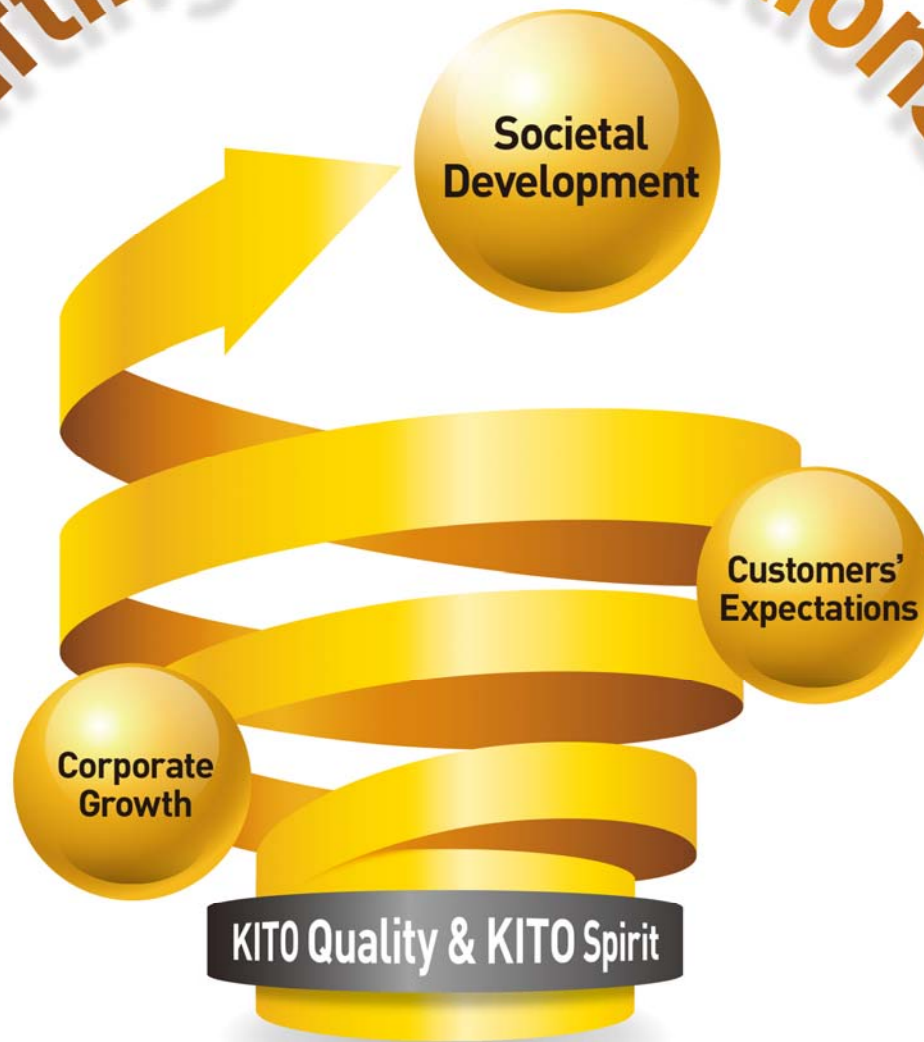 Societal
Development
Customers’
Expectations
Corporate
Growth
KITO Quality & KITO Spirit